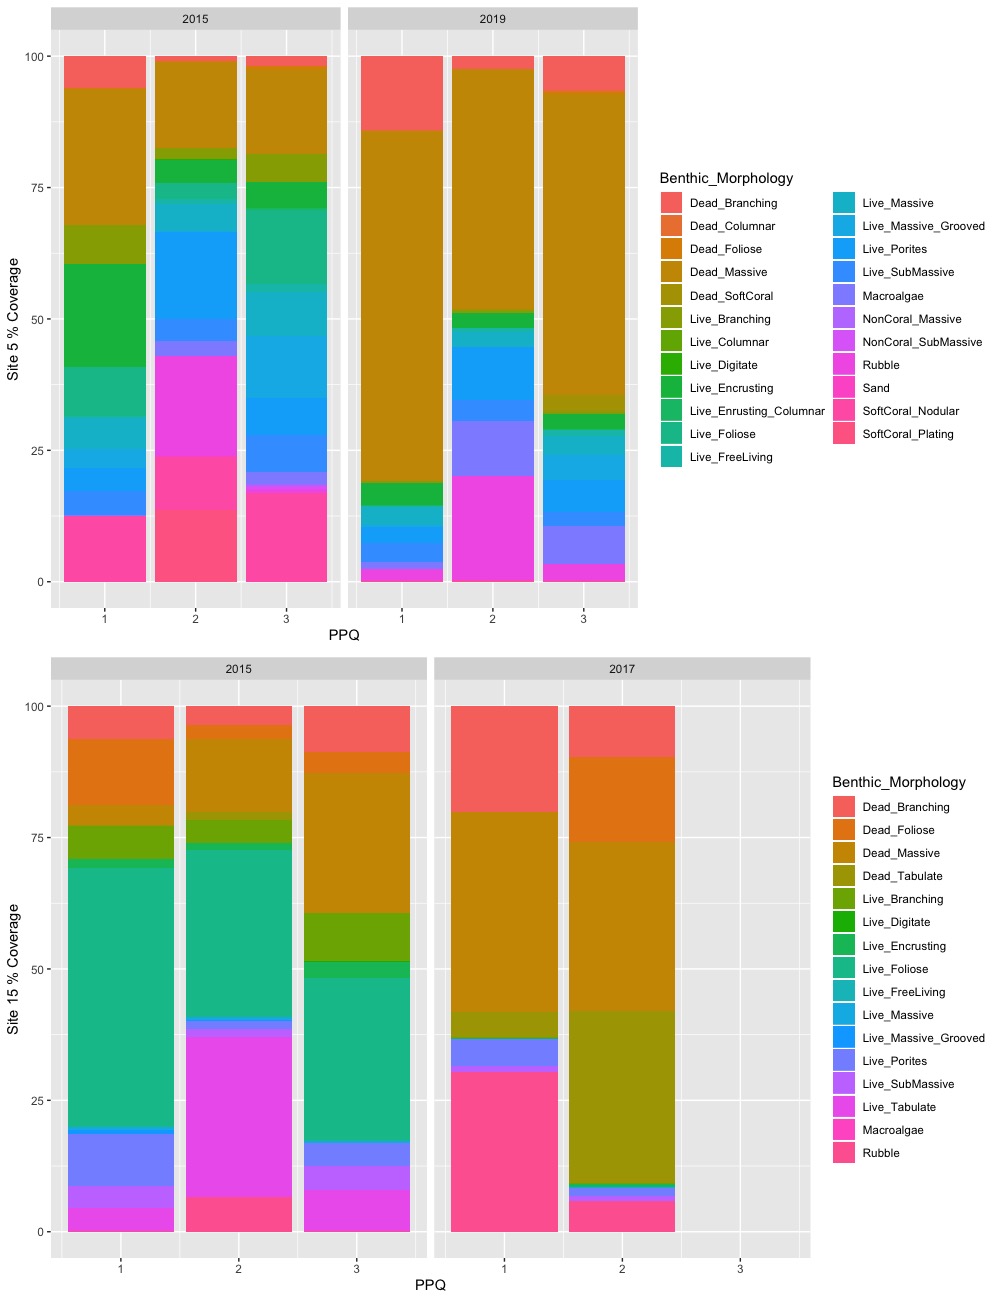 2015
2019
100
75
50
25
0
Site 5 % Coverage
1
2
3
1
2
3
PPQ
Benthic_Morphology
Dead_Branching
Dead_Columnar
Dead_Foliose
Dead_Massive
Dead_SoftCoral
Live_Branching
Live_Columnar
Live_Digitate
Live_Encrusting
Live_Enrusting_Columnar
Live_Foliose
Live_FreeLiving
Live_Massive
Live_Massive_Grooved
Live_Porites
Live_SubMassive
Macroalgae
NonCoral_Massive
NonCoral_SubMassive
Rubble
Sand
SoftCoral_Nodular
SoftCoral_Plating
2015
2017
100
75
50
25
0
Site 15 % Coverage
1
2
3
1
2
3
PPQ
Benthic_Morphology
Dead_Branching
Dead_Foliose
Dead_Massive
Dead_Tabulate
Live_Branching
Live_Digitate
Live_Encrusting
Live_Foliose
Live_FreeLiving
Live_Massive
Live_Massive_Grooved
Live_Porites
Live_SubMassive
Live_Tabulate
Macroalgae
Rubble